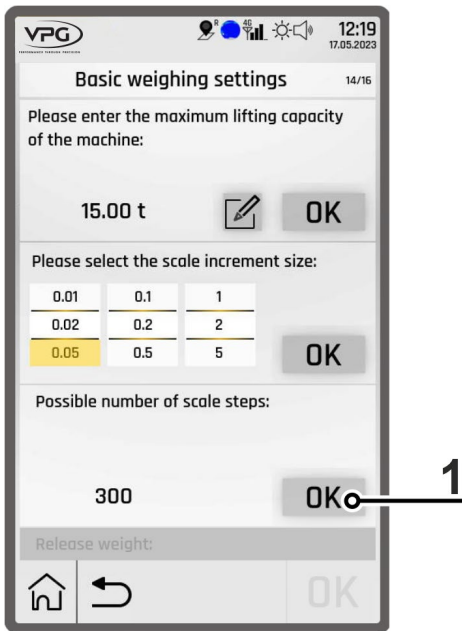 VPG
PERFORMANCE THROUGH PRECISION
R 4G 12:19
17.05.2023
Basic weighing settings 14/16
Please enter the maximum lifting capacity
of the machine:
15.00 t OK
Please select the scale increment size:
0.01 0.1 1
0.02 0.2 2
0.05 0.5 5
OK
Possible number of scale steps:
300 OK
1
Release weight:
OK